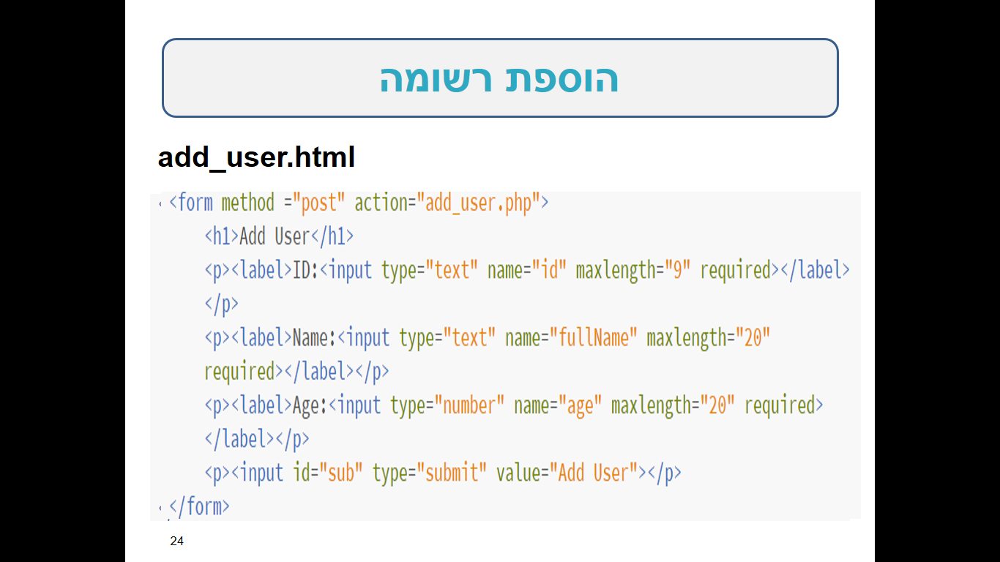 הוספת רשומה
add_user.html
<form method ="post" action="add_user.php">
<h1>Add User</h1>
<p><label>ID:<input type="text" name="id" maxlength="9" required></label>
</p>
<p><label>Name:<input type="text" name="fullName" maxlength="20"
required></label></p>
<p><label>Age:<input type="number" name="age" maxlength="20" required>
</label></p>
<p><input id="sub" type="submit" value="Add User"></p>
</form>
24